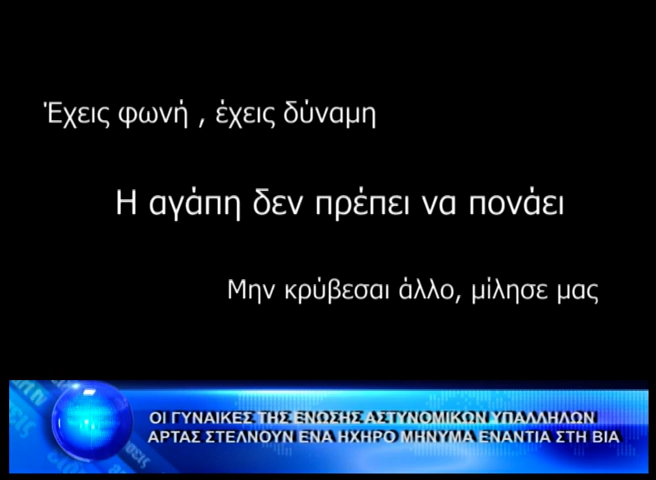 Έχεις φωνή , έχεις δύναμη
Η αγάπη δεν πρέπει να πονάει
Μην κρύβεσαι άλλο, μίλησε μας
ΟΙ ΓΥΝΑΙΚΕΣ ΤΗΣ ΕΝΩΣΗΣ ΑΣΤΥΝΟΜΙΚΩΝ ΥΠΑΛΛΗΛΩΝ
ΑΡΤΑΣ ΣΤΕΛΝΟΥΝ ΕΝΑ ΗΧΗΡΟ ΜΗΝΥΜΑ ΕΝΑΝΤΙΑ ΣΤΗ ΒΙΑ